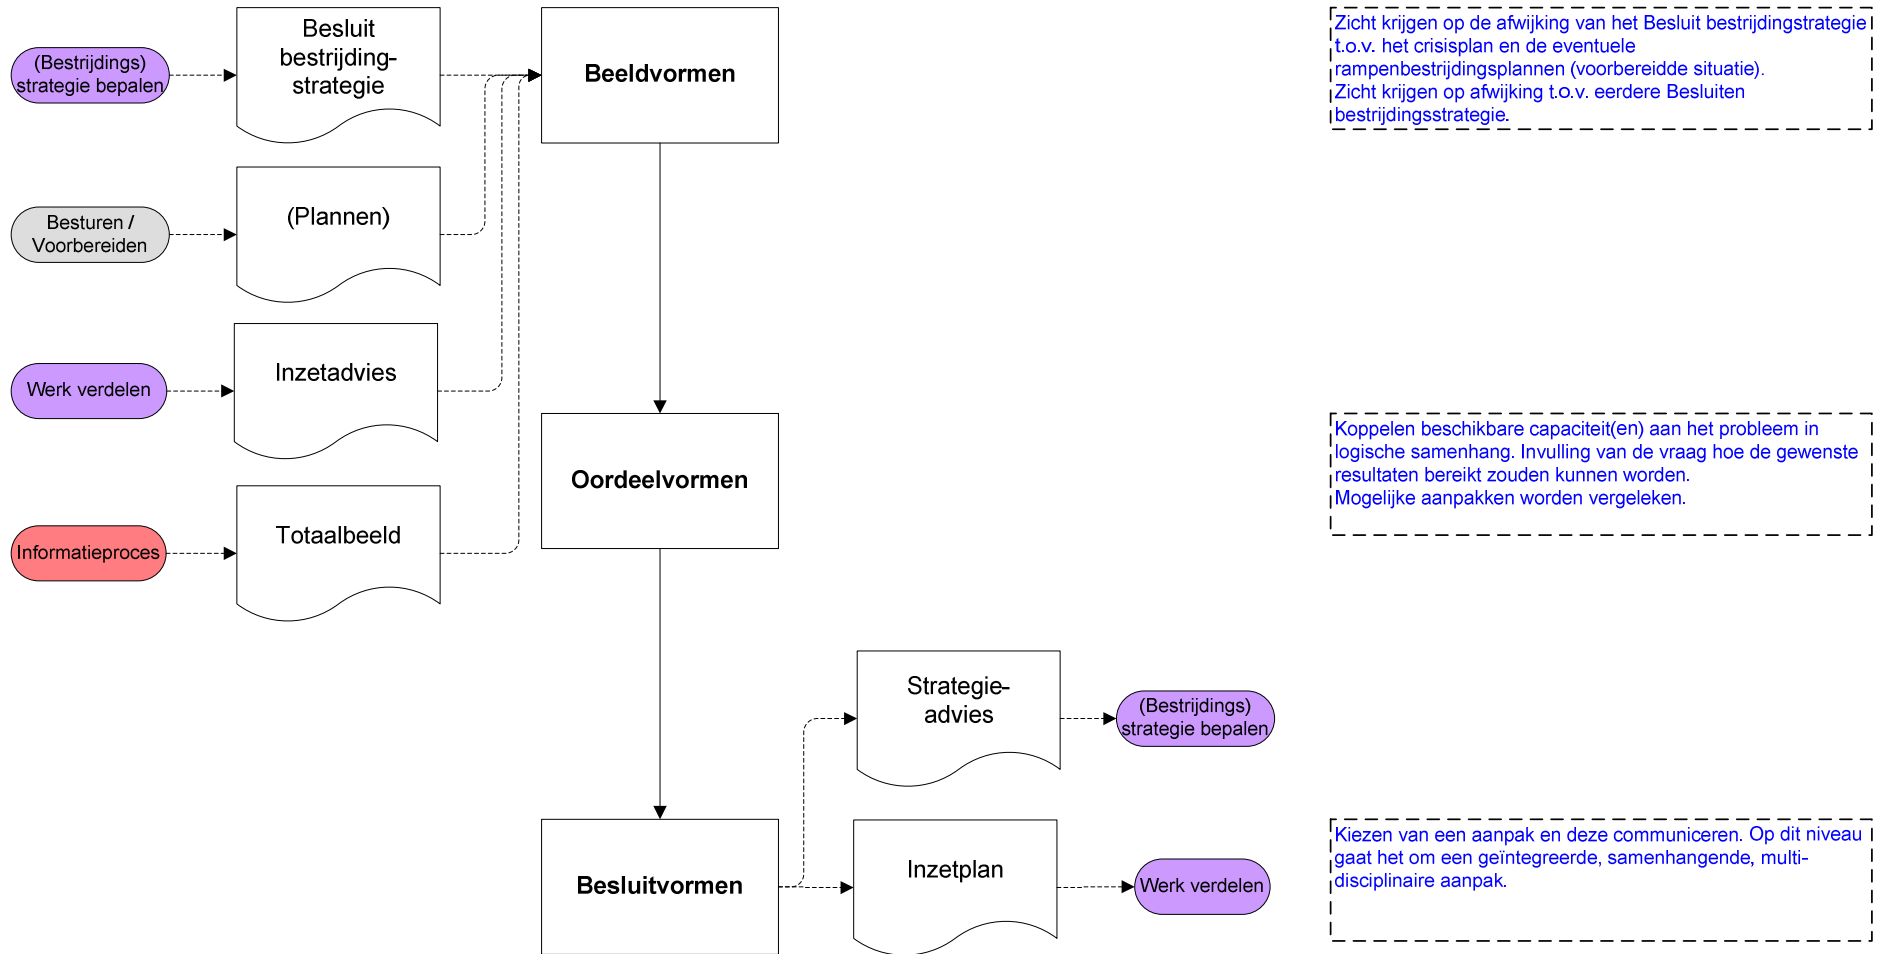 (Bestrijdings)
strategie bepalen
Besluit
bestrijding-
strategie
Beeldvormen
Zicht krijgen op de afwijking van het Besluit bestrijdingstrategie
t.o.v. het crisisplan en de eventuele
rampenbestrijdingsplannen (voorbereidde situatie).
Zicht krijgen op afwijking t.o.v. eerdere Besluiten
bestrijdingsstrategie.
Besturen /
Voorbereiden
(Plannen)
Werk verdelen
Inzetadvies
Oordeelvormen
Koppelen beschikbare capaciteit(en) aan het probleem in
logische samenhang. Invulling van de vraag hoe de gewenste
resultaten bereikt zouden kunnen worden.
Mogelijke aanpakken worden vergeleken.
Informatieproces
Totaalbeeld
Strategie-
advies
(Bestrijdings)
strategie bepalen
Besluitvormen
Inzetplan
Werk verdelen
Kiezen van een aanpak en deze communiceren. Op dit niveau
gaat het om een geïntegreerde, samenhangende, multi-
disciplinaire aanpak.